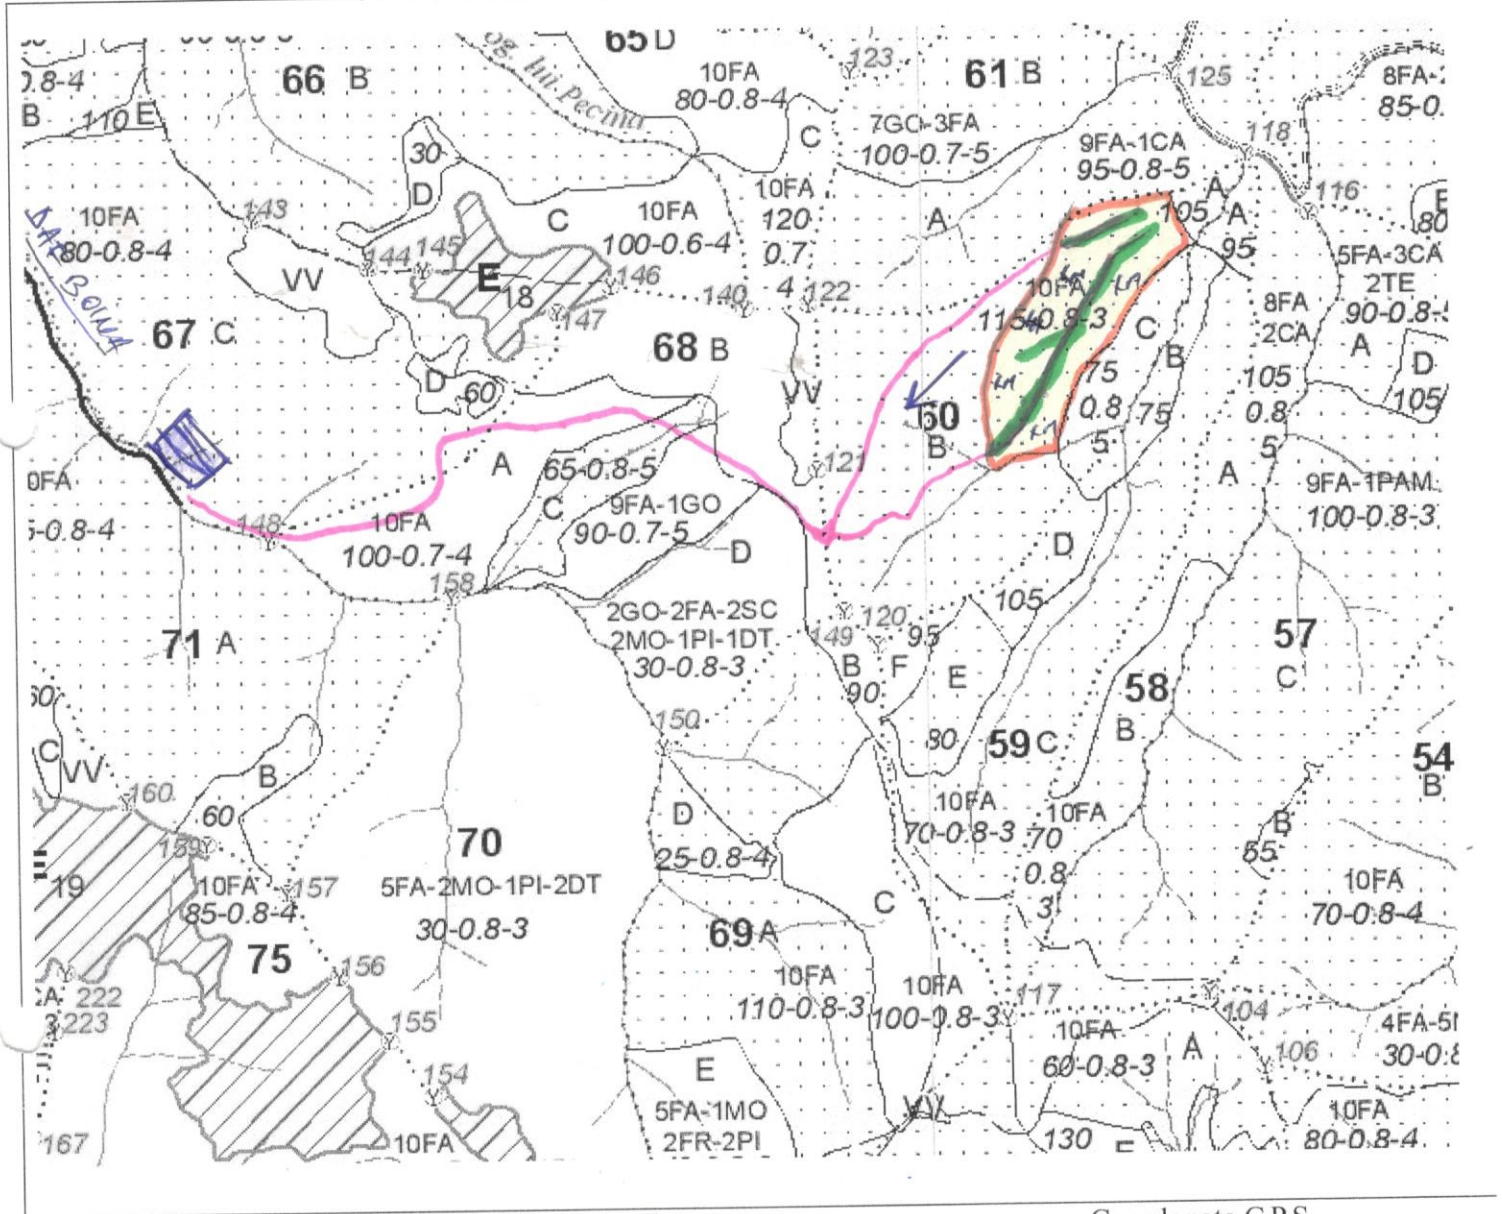 65 D
66 B
61 B
123
125
10FA
80-0.8-4
0.8-4
B
110
E
og. lui Pecina
C
7GO-3FA
100-0.7-5
9FA-1CA
95-0.8-5
118
8FA-
85-0.
116
30
D
143
10FA
80-0.8-4
C
10FA
100-0.6-4
10FA
120
0.7
4
A
105
A
A
95
80
5FA-3CA
2TE
90-0.8-
144
145
VV
E 18
146
147
140
122
10FA
115-0.8-3
8FA
2CA
67 C
68 B
C
B
75
0.8
5
75
105
0.8
5
A
D
105
D
60
VV
60
B
A
65-0.8-5
121
A
0FA
-0.8-4
C
9FA-1GO
90-0.7-5
9FA-1PAM
100-0.8-3
148
10FA
100-0.7-4
D
D
158
2GO-2FA-2SC
2MO-1PI-1DT
30-0.8-3
105
120
149
95
71 A
57
C
B
90
F
E
58
B
60
150
80
59 C
54
B
C
VV
B
160
60
D
10FA
70-0.8-3
10FA
70
0.8
3
B
55
159
70
25-0.8-4
19
10FA
85-0.8-4
157
5FA-2MO-1PI-2DT
30-0.8-3
C
10FA
70-0.8-4
75
69 A
156
10FA
110-0.8-3
10FA
100-0.8-3
117
104
A
222
223
155
10FA
60-0.8-3
A
106
4FA-5
30-0.8
154
E
5FA-1MO
2FR-2PI
VV
10FA
80-0.8-4
167
10FA
130